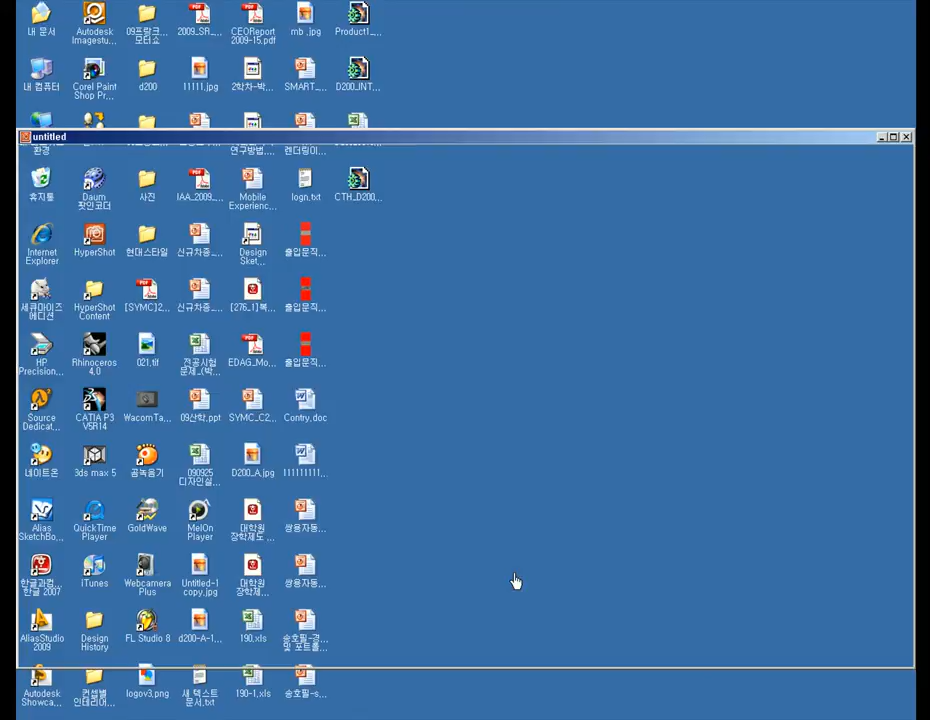 내 문서
Autodesk
Imagestu...
09프랑크...
모터쇼
2009_SR_...
CEOReport
2009-15.pdf
mb .jpg
Product1_...
내 컴퓨터
Corel Paint
Shop Pr...
d200
11111.jpg
2학차-박...
SMART_...
D200_INT...
untitled
환경
연구방법....
렌더링이...
휴지통
Daum
팟인코더
사진
IAA_2009_...
Mobile
Experienc...
logn.txt
CTH_D200...
Internet
Explorer
HyperShot
현대스타일
신규차종_...
Design
Sket...
출입문직...
세큐마이즈
에디션
HyperShot
Content
[SYMC]2...
신규차종_...
[276_1]복...
출입문직...
HP
Precision...
Rhinoceros
4.0
021.tif
전공시험
문제_(박...
EDAG_Mo...
출입문직...
Source
Dedicat...
CATIA P3
V5R14
WacomTa...
09산학.ppt
SYMC_C2...
Contry.doc
네이트온
3ds max 5
곰녹음기
090925
디자인실...
D200_A.jpg
111111111...
Alias
SketchBo...
QuickTime
Player
GoldWave
MelOn
Player
대학원
장학제도 ...
쌍용자동...
한글과컴...
한글 2007
iTunes
Webcamera
Plus
Untitled-1
copy.jpg
대학원
장학제...
쌍용자동...
AliasStudio
2009
Design
History
FL Studio 8
d200-A-1...
190.xls
송호필-경...
및 포트폴...
Autodesk
Showca...
컨셉별
인테리어...
logov3.png
새 텍스트
문서.txt
190-1.xls
송호필-s...